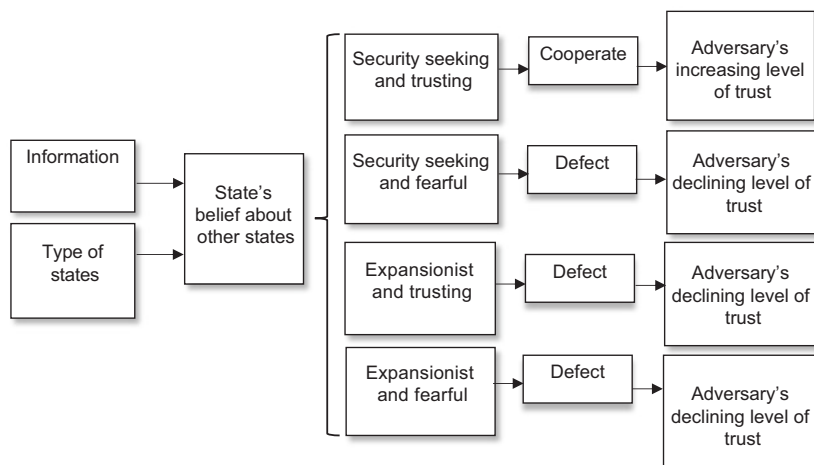 Information
Type of
states
State's
belief about
other states
Security seeking
and trusting
Cooperate
Adversary's
increasing level
of trust
Security seeking
and fearful
Defect
Adversary's
declining level of
trust
Expansionist
and trusting
Defect
Adversary's
declining level of
trust
Expansionist
and fearful
Defect
Adversary's
declining level of
trust